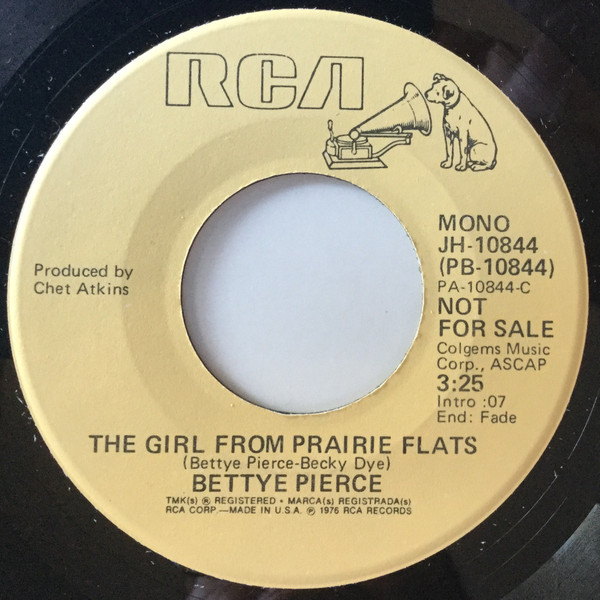 RCA
MONO
JH-10844
(PB-10844)
PA-10844-C
NOT
FOR SALE
Colgems Music
Corp., ASCAP
3:25
Intro :07
End: Fade
Produced by
Chet Atkins
THE GIRL FROM PRAIRIE FLATS
(Bettye Pierce-Becky Dye)
BETTYE PIERCE
TMK(s) ® REGISTERED • MARCA(s) REGISTRADA(s)
RCA CORP.—MADE IN U.S.A. ℗ 1976 RCA RECORDS